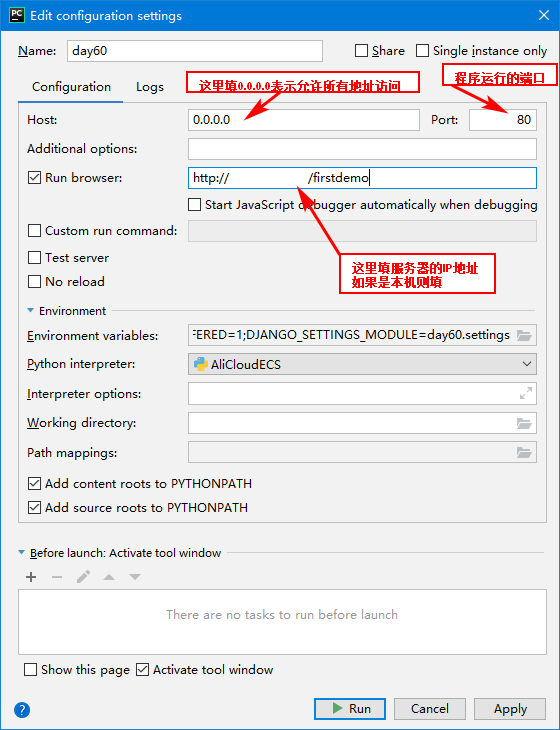 PC
Edit configuration settings
Name: day60 Share Single instance only
Configuration Logs
这里填0.0.0.0表示允许所有地址访问
程序运行的端口
Host: 0.0.0.0 Port: 80
Additional options:
Run browser: http:// /firstdemo
Start JavaScript debugger automatically when debugging
Custom run command:
Test server
这里填服务器的IP地址
如果是本机则填
No reload
Environment
Environment variables: FERED=1;DJANGO_SETTINGS_MODULE=day60.settings
Python interpreter: AliCloudECS
Interpreter options:
Working directory:
Path mappings:
Add content roots to PYTHONPATH
Add source roots to PYTHONPATH
Before launch: Activate tool window
There are no tasks to run before launch
Show this page Activate tool window
? Run Cancel Apply